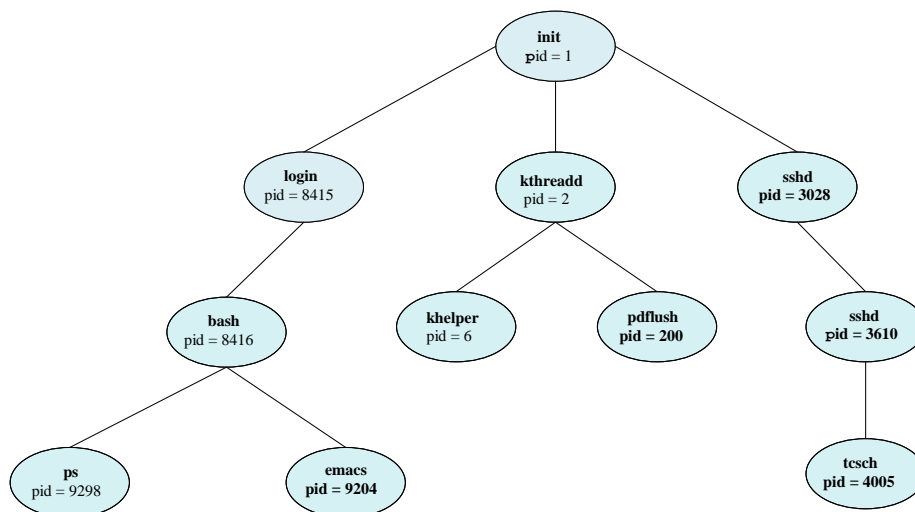 init
pid = 1
login
pid = 8415
kthreadd
pid = 2
sshd
pid = 3028
bash
pid = 8416
khelper
pid = 6
pdflush
pid = 200
sshd
pid = 3610
ps
pid = 9298
emacs
pid = 9204
tcsch
pid = 4005